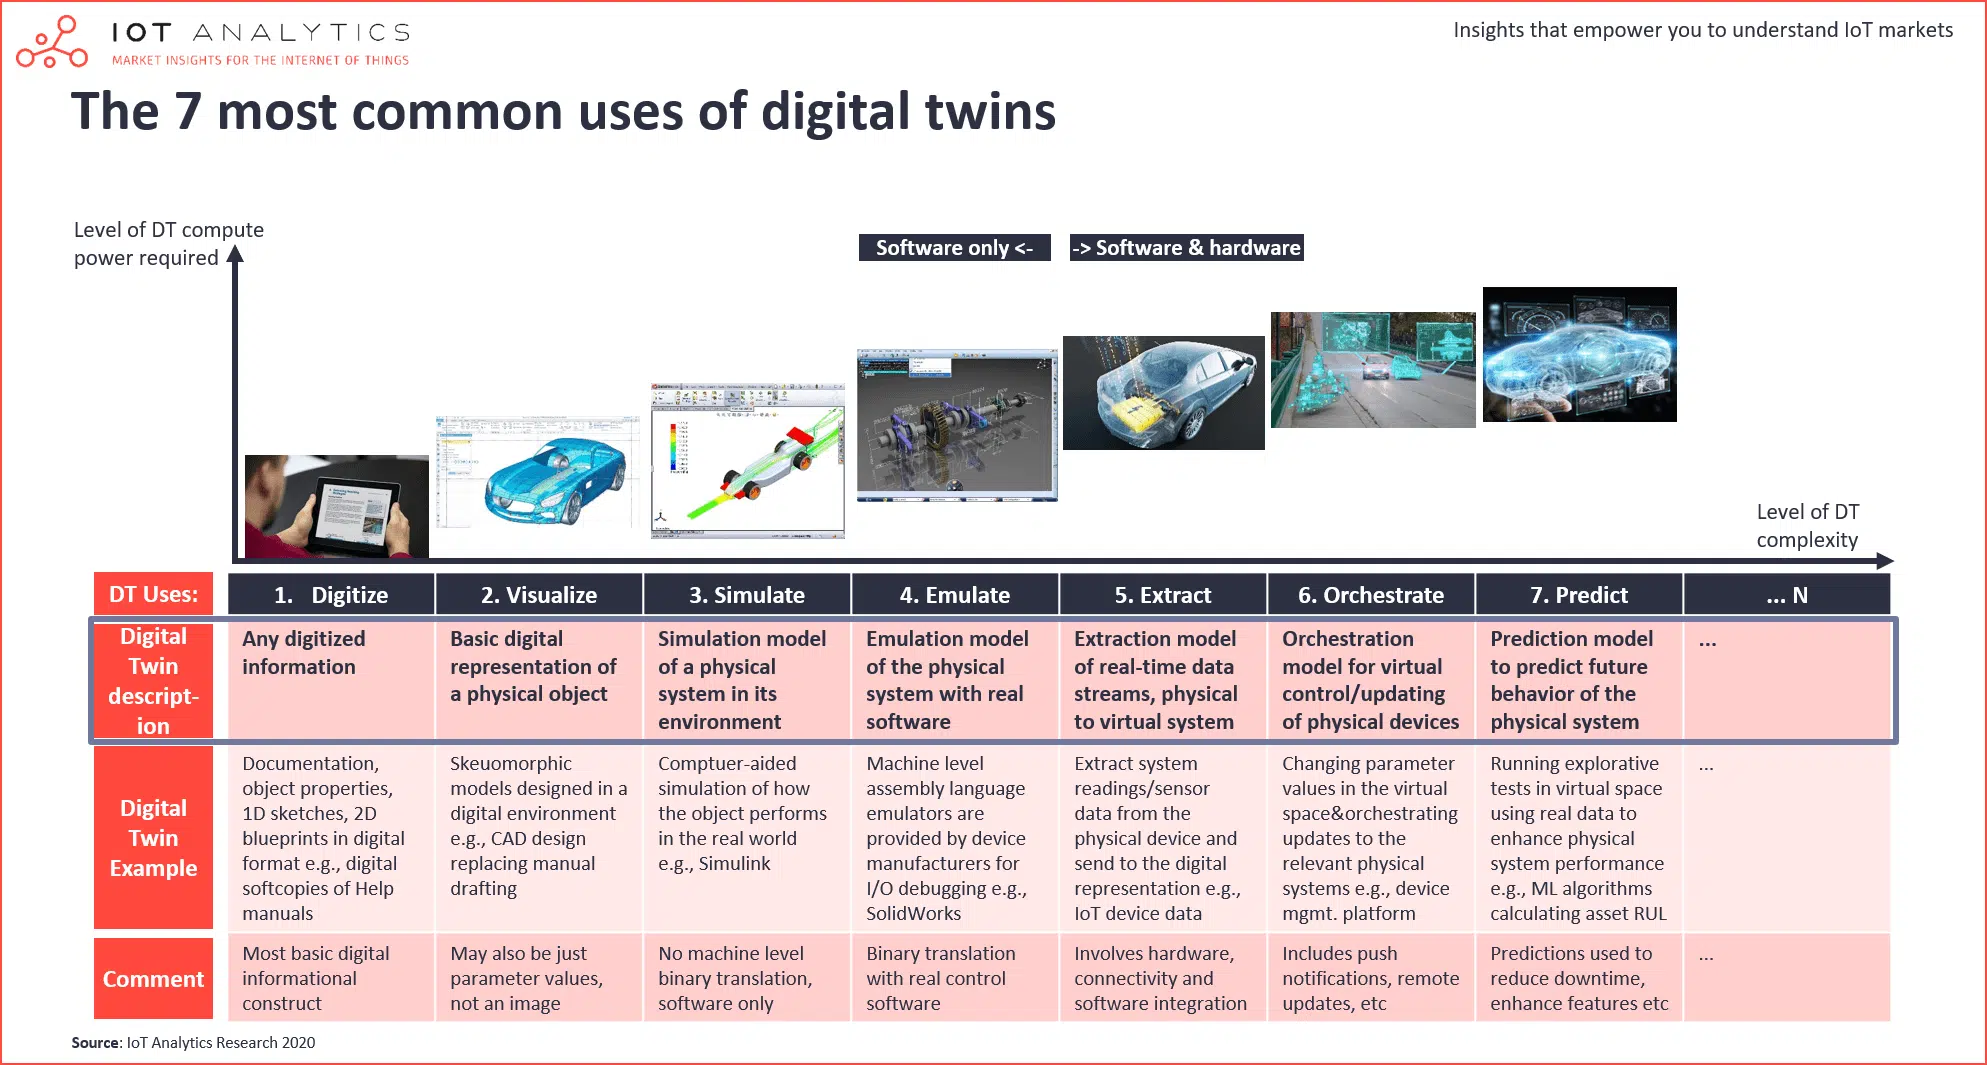 IOT ANALYTICS
MARKET INSIGHTS FOR THE INTERNET OF THINGS
Insights that empower you to understand IoT markets
The 7 most common uses of digital twins
Level of DT compute
power required
Software only <-
-> Software & hardware
Level of DT
complexity
DT Uses:
1. Digitize
2. Visualize
3. Simulate
4. Emulate
5. Extract
6. Orchestrate
7. Predict
... N
Digital
Twin
descript-
ion
Any digitized
information
Basic digital
representation of
a physical object
Simulation model
of a physical
system in its
environment
Emulation model
of the physical
system with real
software
Extraction model
of real-time data
streams, physical
to virtual system
Orchestration
model for virtual
control/updating
of physical devices
Prediction model
to predict future
behavior of the
physical system
...
Digital
Twin
Example
Documentation,
object properties,
1D sketches, 2D
blueprints in digital
format e.g., digital
softcopies of Help
manuals
Skeuomorphic
models designed in a
digital environment
e.g., CAD design
replacing manual
drafting
Comptuer-aided
simulation of how
the object performs
in the real world
e.g., Simulink
Machine level
assembly language
emulators are
provided by device
manufacturers for
I/O debugging e.g.,
SolidWorks
Extract system
readings/sensor
data from the
physical device and
send to the digital
representation e.g.,
IoT device data
Changing parameter
values in the virtual
space&orchestrating
updates to the
relevant physical
systems e.g., device
mgmt. platform
Running explorative
tests in virtual space
using real data to
enhance physical
system performance
e.g., ML algorithms
calculating asset RUL
...
Comment
Most basic digital
informational
construct
May also be just
parameter values,
not an image
No machine level
binary translation,
software only
Binary translation
with real control
software
Involves hardware,
connectivity and
software integration
Includes push
notifications, remote
updates, etc
Predictions used to
reduce downtime,
enhance features etc
...
Source: IoT Analytics Research 2020